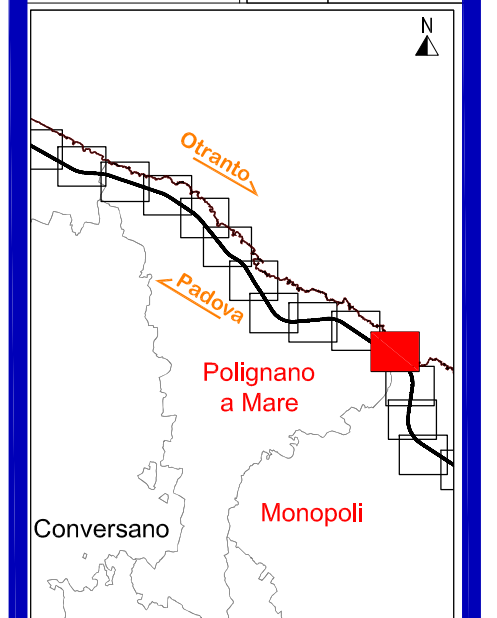 N
Otranto
Padova
Polignano
a Mare
Monopoli
Conversano